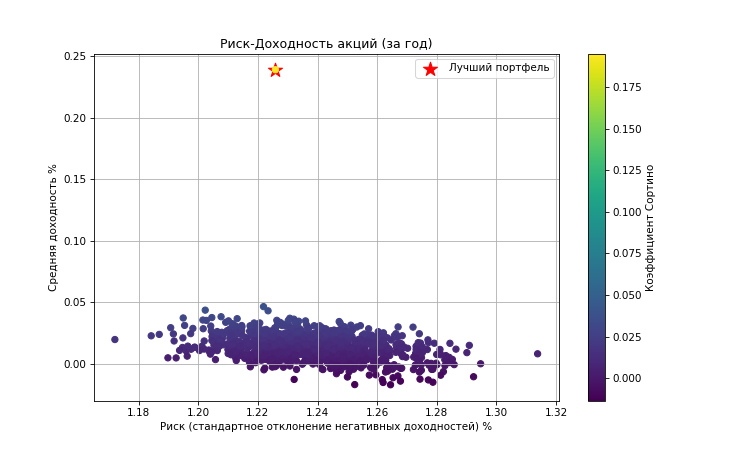 Риск-Доходность акций (за год)
Лучший портфель
Средняя доходность %
0.25
0.20
0.15
0.10
0.05
0.00
1.18 1.20 1.22 1.24 1.26 1.28 1.30 1.32
Риск (стандартное отклонение негативных доходностей) %
0.175
0.150
0.125
0.100
0.075
0.050
0.025
0.000
Коэффициент Сортино